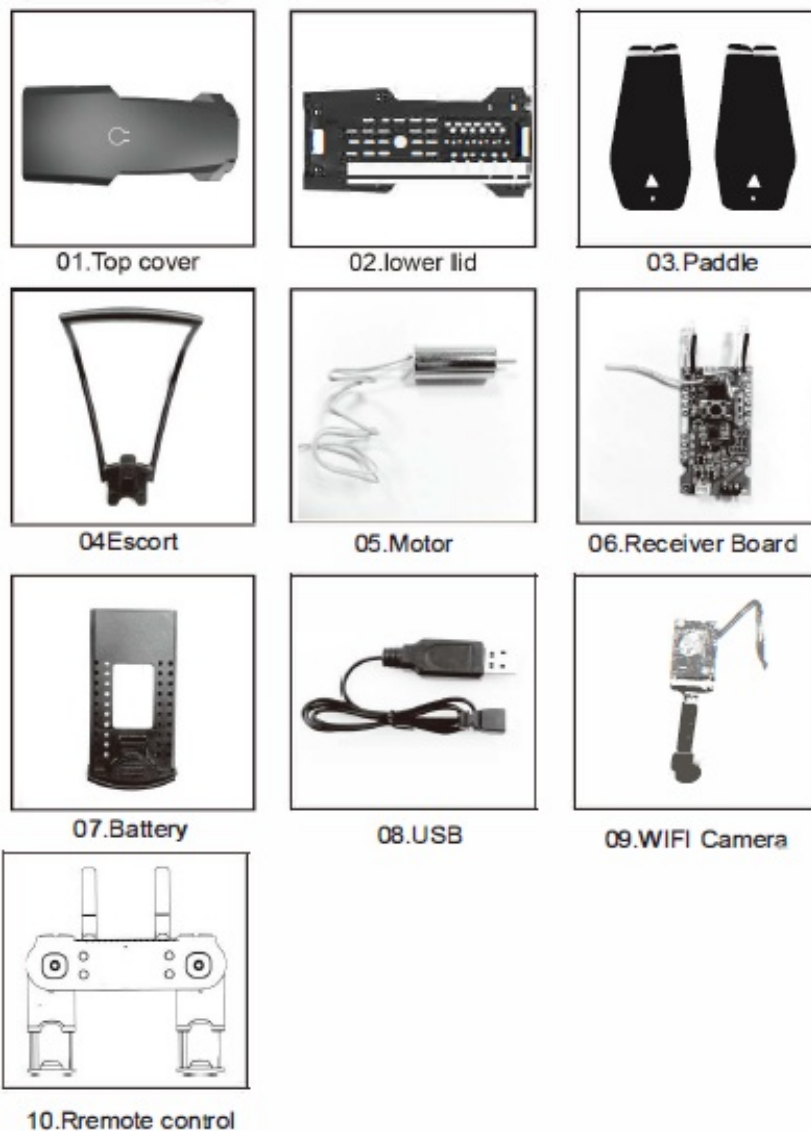 01.Top cover
02.lower lid
03.Paddle
04Escort
05.Motor
06.Receiver Board
07.Battery
08.USB
09.WIFI Camera
10.Rremote control